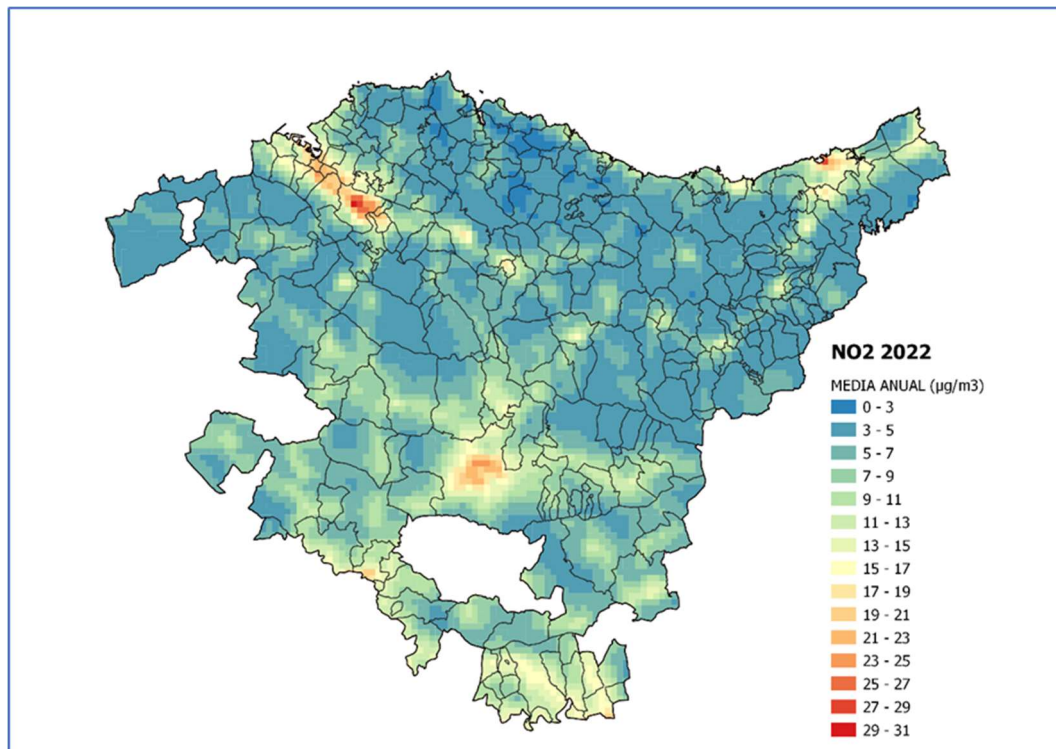 NO2 2022
MEDIA ANUAL (µg/m3)
0 - 3
3 - 5
5 - 7
7 - 9
9 - 11
11 - 13
13 - 15
15 - 17
17 - 19
19 - 21
21 - 23
23 - 25
25 - 27
27 - 29
29 - 31